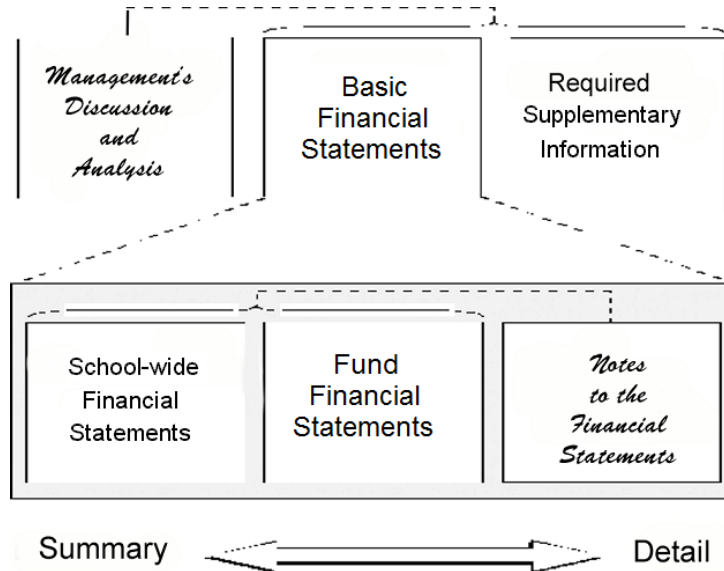 Management's
Discussion
and
Analysis
Basic
Financial
Statements
Required
Supplementary
Information
School-wide
Financial
Statements
Fund
Financial
Statements
Notes
to the
Financial
Statements
Summary
Detail